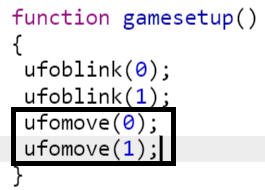 function gamesetup()
{
ufoblink(0);
ufoblink(1);
ufomove(0);
ufomove(1);
}